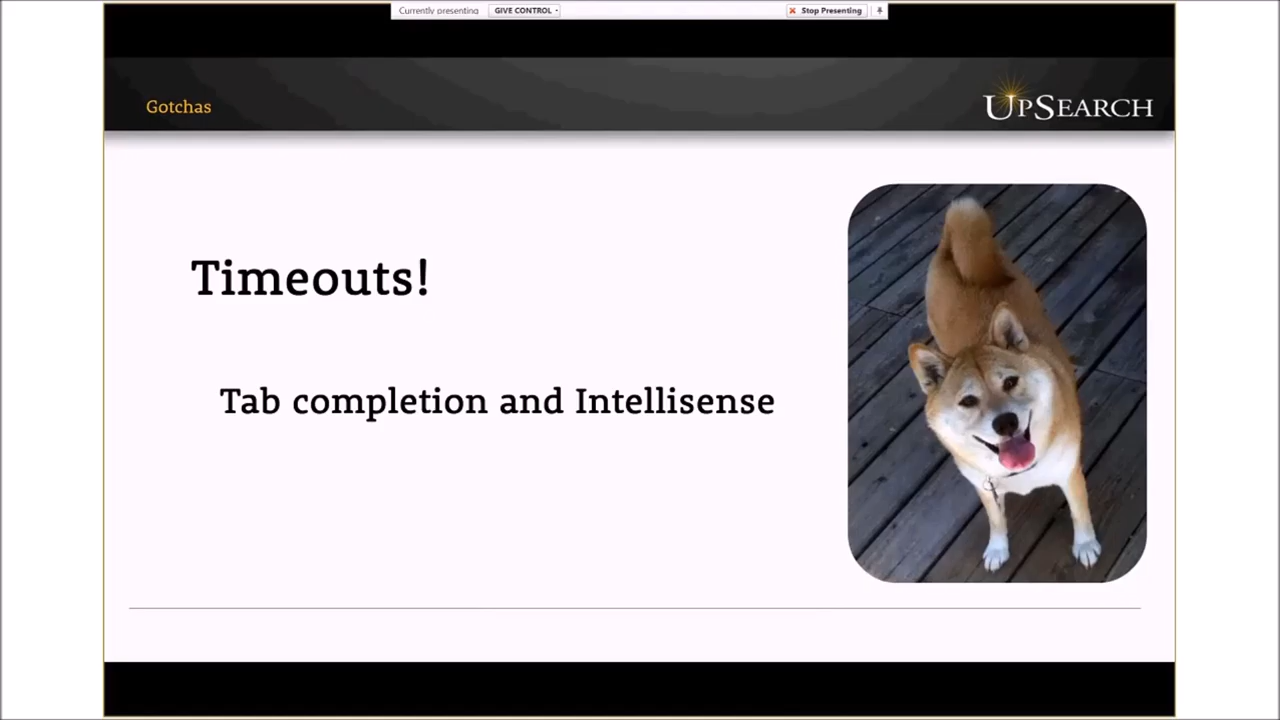 Currently presenting GIVE CONTROL Stop Presenting
Gotchas
UPSEARCH
Timeouts!
Tab completion and Intellisense